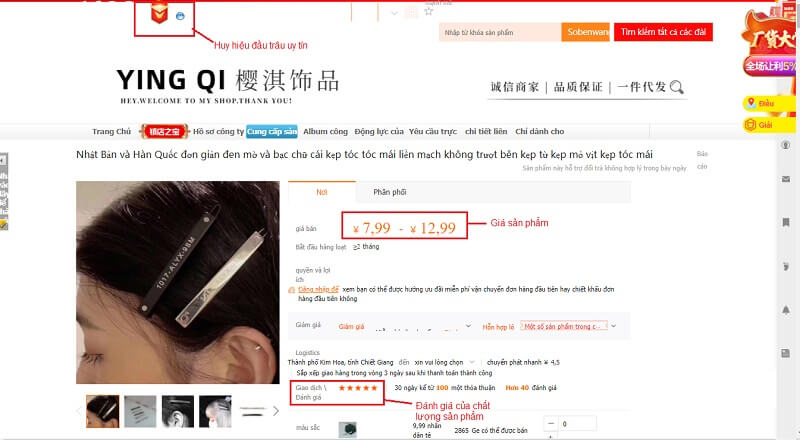 Huy hiệu đầu trâu uy tín
Nhập từ khóa sản phẩm
Sobenwang
Tìm kiếm tất cả các đài
厂货大
全场让利5%
YING QI 樱淇饰品
HEY.WELCOME TO MY SHOP.THANK YOU!
诚信商家 | 品质保证 | 一件代发
Điều
Giải
Trang Chủ
镇店之宝
Hồ sơ công ty
Cung cấp sản
Album công
Động lực của
Yêu cầu trực
chi tiết liên
Chỉ dành cho
Nhật Bản và Hàn Quốc đơn giản đen mờ và bạc chữ cái kẹp tóc tóc mái liền mạch không trượt bên kẹp từ kẹp mỏ vịt kẹp tóc mái
Báo cáo
Sản phẩm này hỗ trợ đổi trả không hợp lý trong bảy ngày
Nơi
Phân phối
giá bán
¥ 7,99 - ¥ 12,99
Giá sản phẩm
Bắt đầu hàng loạt
≥2 tháng
quyền và lợi
ích
Đăng nhập để xem bạn có thể được hưởng ưu đãi miễn phí vận chuyển đơn hàng đầu tiên hay chiết khấu đơn
hàng đầu tiên không
1017-ALYX-9SM
Giảm giá
Giảm giá
Hỗn hợp lê
Một số sản phẩm trong c--
Logistics
Thành phố Kim Hoa, tỉnh Chiết Giang đến xin vui lòng chọn
chuyển phát nhanh ¥ 4,5
Sắp xếp giao hàng trong vòng 3 ngày sau khi thanh toán thành công
Giao dịch \
Đánh giá
★★★★★
30 ngày kể từ 100 một thỏa thuận
Hơn 40 đánh giá
Đánh giá của chất
lượng sản phẩm
màu sắc
9,99 nhân
dân tệ
2865 Ge có thể được bán
0